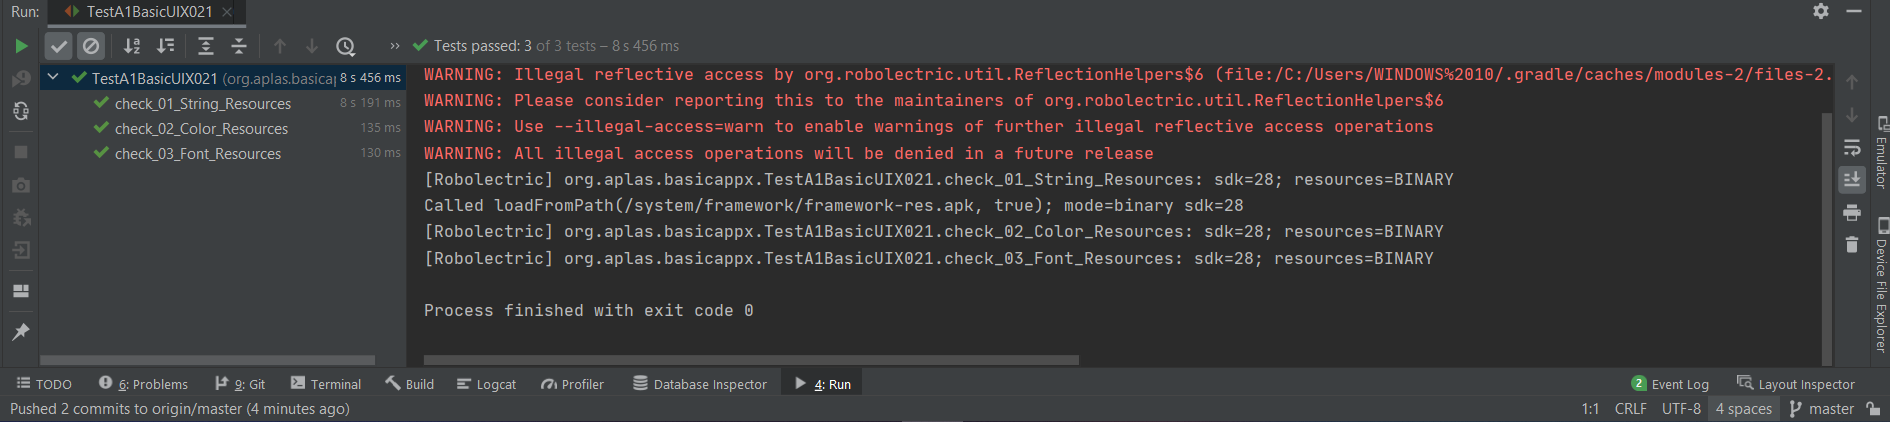 Run: TestA1BasicUIX021
Tests passed: 3 of 3 tests – 8 s 456 ms
TestA1BasicUIX021 (org.aplas.basicap 8 s 456 ms
check_01_String_Resources 8 s 191 ms
check_02_Color_Resources 135 ms
check_03_Font_Resources 130 ms
WARNING: Illegal reflective access by org.robolectric.util.ReflectionHelpers$6 (file:/C:/Users/WINDOWS%2010/.gradle/caches/modules-2/files-2.
WARNING: Please consider reporting this to the maintainers of org.robolectric.util.ReflectionHelpers$6
WARNING: Use --illegal-access=warn to enable warnings of further illegal reflective access operations
WARNING: All illegal access operations will be denied in a future release
[Robolectric] org.aplas.basicappx.TestA1BasicUIX021.check_01_String_Resources: sdk=28; resources=BINARY
Called loadFromPath(/system/framework/framework-res.apk, true); mode=binary sdk=28
[Robolectric] org.aplas.basicappx.TestA1BasicUIX021.check_02_Color_Resources: sdk=28; resources=BINARY
[Robolectric] org.aplas.basicappx.TestA1BasicUIX021.check_03_Font_Resources: sdk=28; resources=BINARY
Process finished with exit code 0
Emulator
Device File Explorer
TODO 6: Problems 9: Git Terminal Build Logcat Profiler Database Inspector 4: Run 2 Event Log Layout Inspector
Pushed 2 commits to origin/master (4 minutes ago) 1:1 CRLF UTF-8 4 spaces master